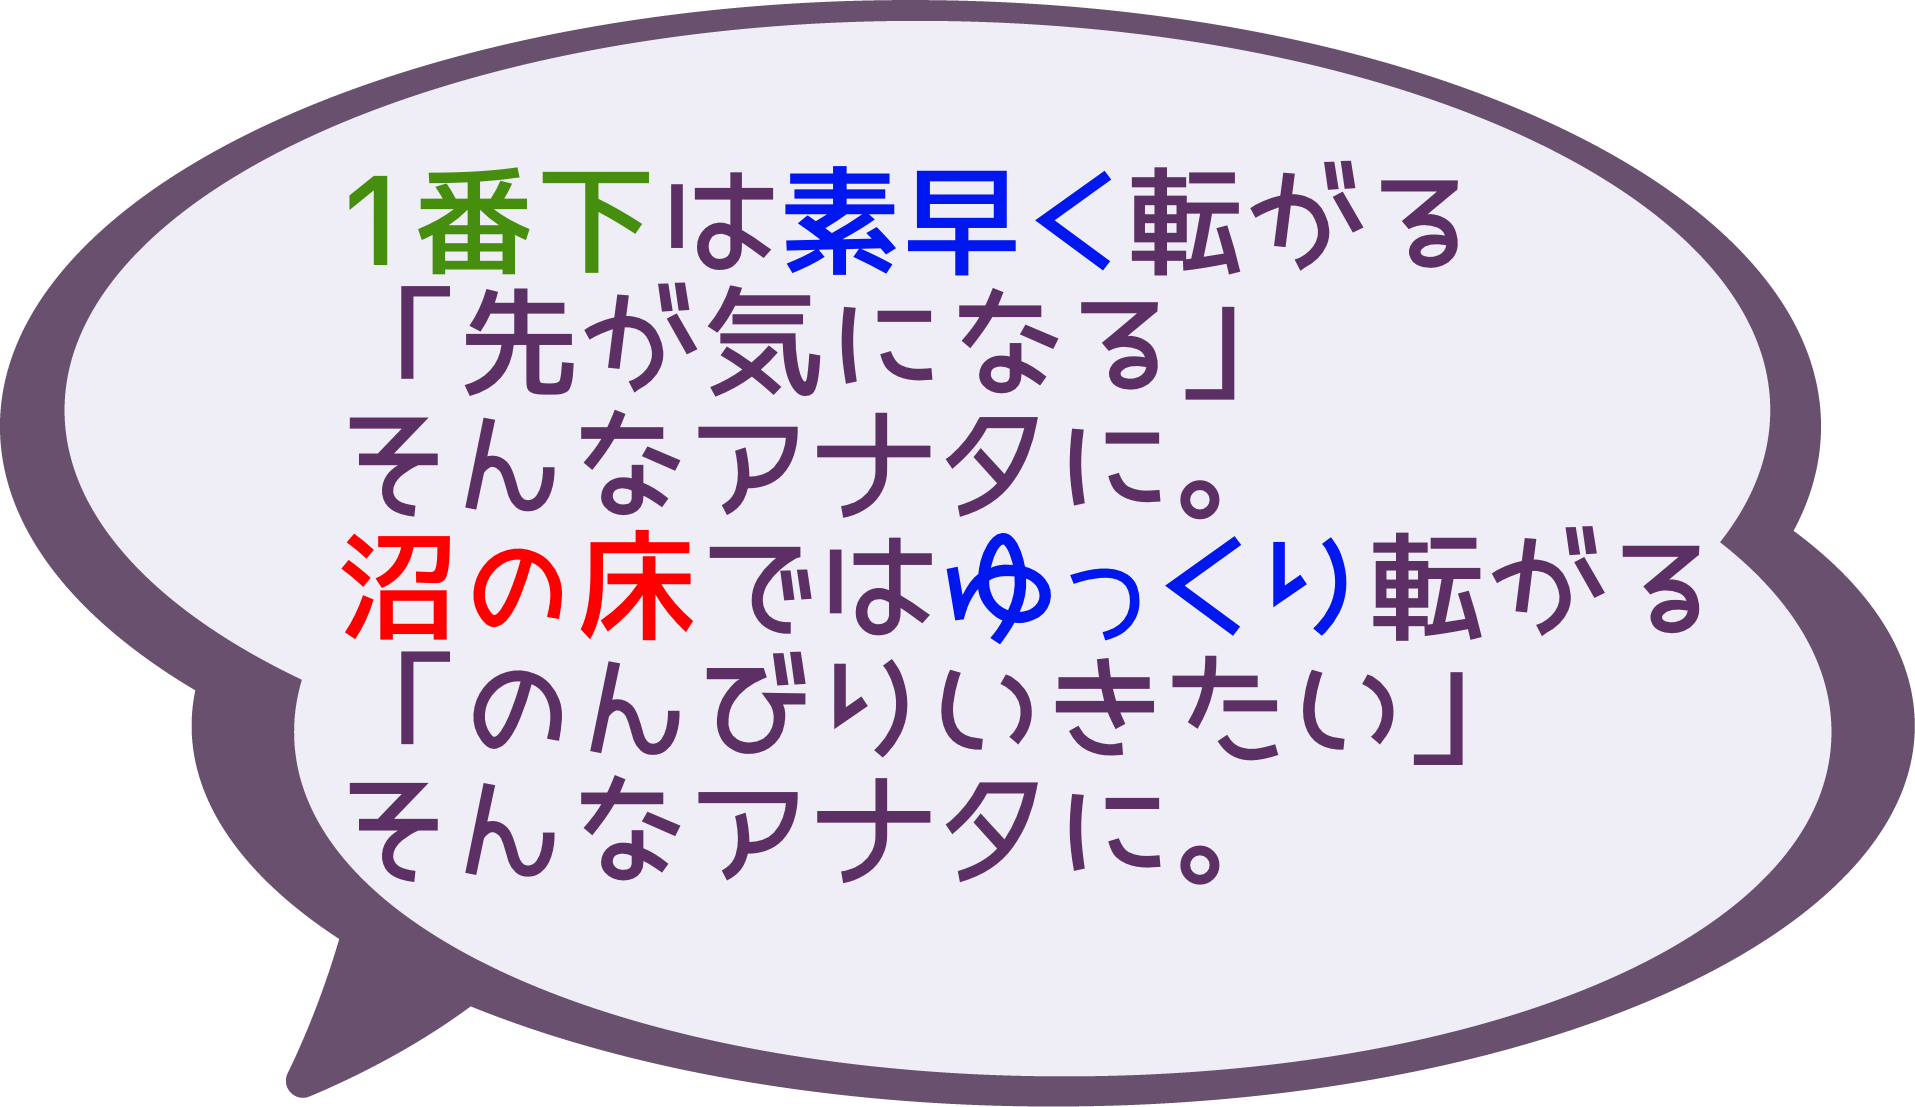 1番下は素早く転がる
「先が気になる」
そんなアナタに。
沼の床ではゆっくり転がる
「のんびりいきたい」
そんなアナタに。